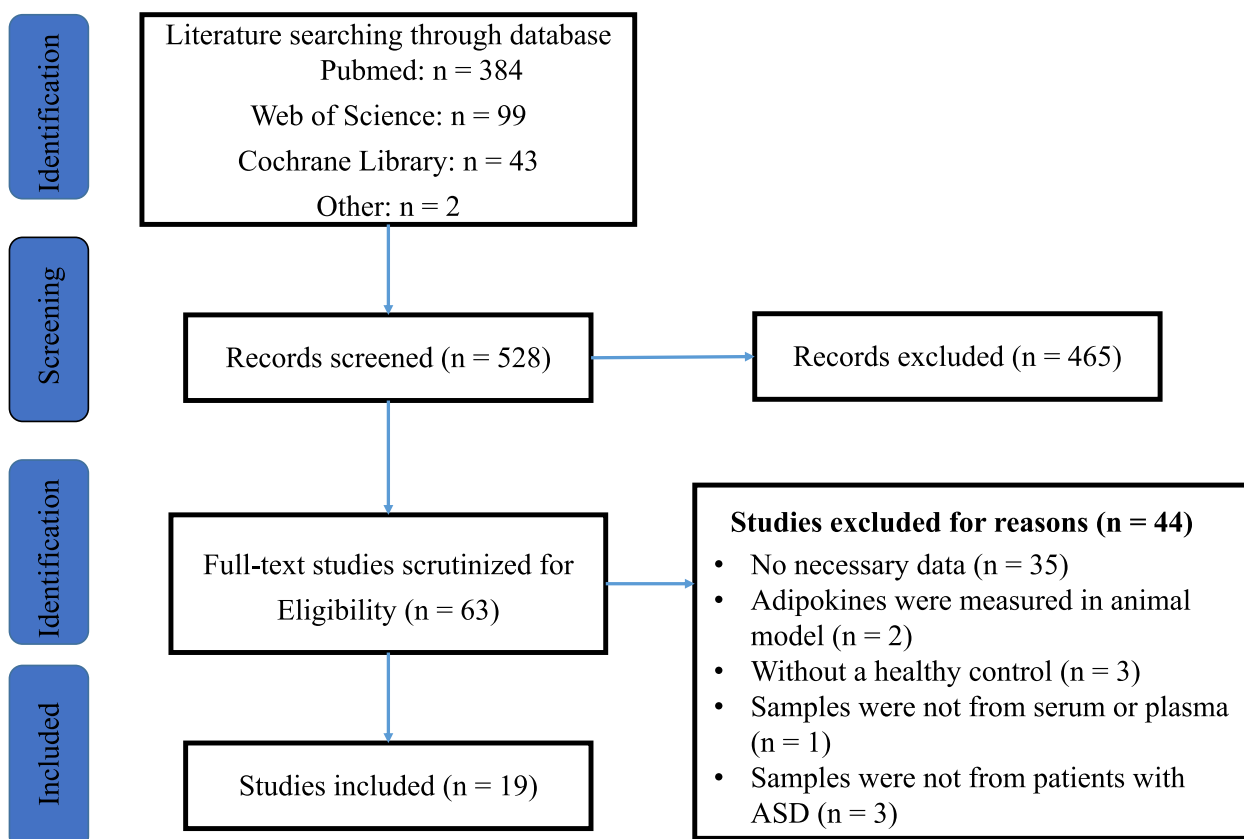 Identification
Literature searching through database
Pubmed: n = 384
Web of Science: n = 99
Cochrane Library: n = 43
Other: n = 2
Screening
Records screened (n = 528)
Records excluded (n = 465)
Identification
Full-text studies scrutinized for
Eligibility (n = 63)
Studies excluded for reasons (n = 44)
• No necessary data (n = 35)
• Adipokines were measured in animal
model (n = 2)
• Without a healthy control (n = 3)
• Samples were not from serum or plasma
(n = 1)
• Samples were not from patients with
ASD (n = 3)
Included
Studies included (n = 19)